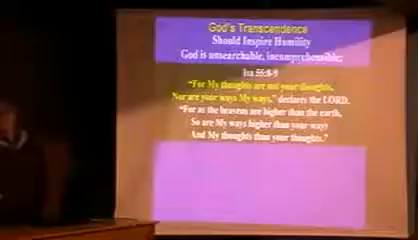 God's Transcendence
Should Inspire Humility
God is unsearchable, incomprehensible;
Isa 55:8-9
"For My thoughts are not your thoughts,
Nor are your ways My ways," declares the LORD.
"For as the heavens are higher than the earth,
So are My ways higher than your ways
And My thoughts than your thoughts."